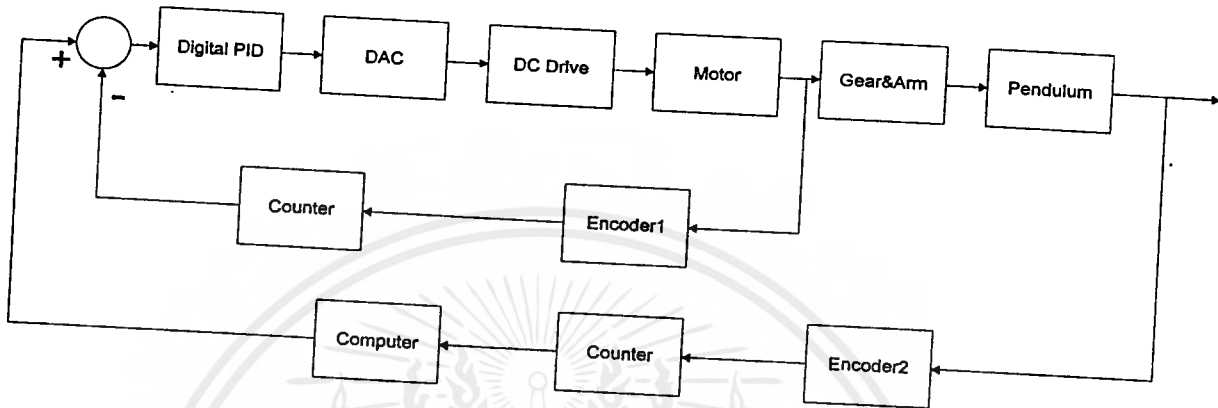 Digital PID
DAC
DC Drive
Motor
Gear&Arm
Pendulum
+
-
Counter
Encoder1
Computer
Counter
Encoder2